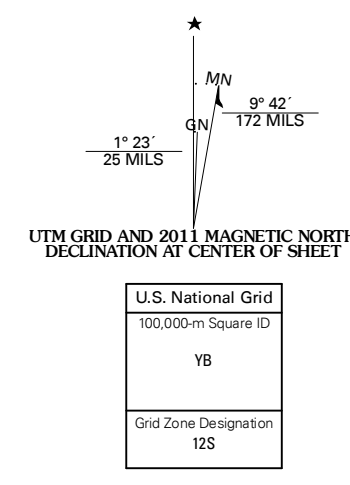 MN
9° 42´
172 MILS
GN
1° 23´
25 MILS
UTM GRID AND 2011 MAGNETIC NORTH
DECLINATION AT CENTER OF SHEET
U.S. National Grid
100,000-m Square ID
YB
Grid Zone Designation
12S